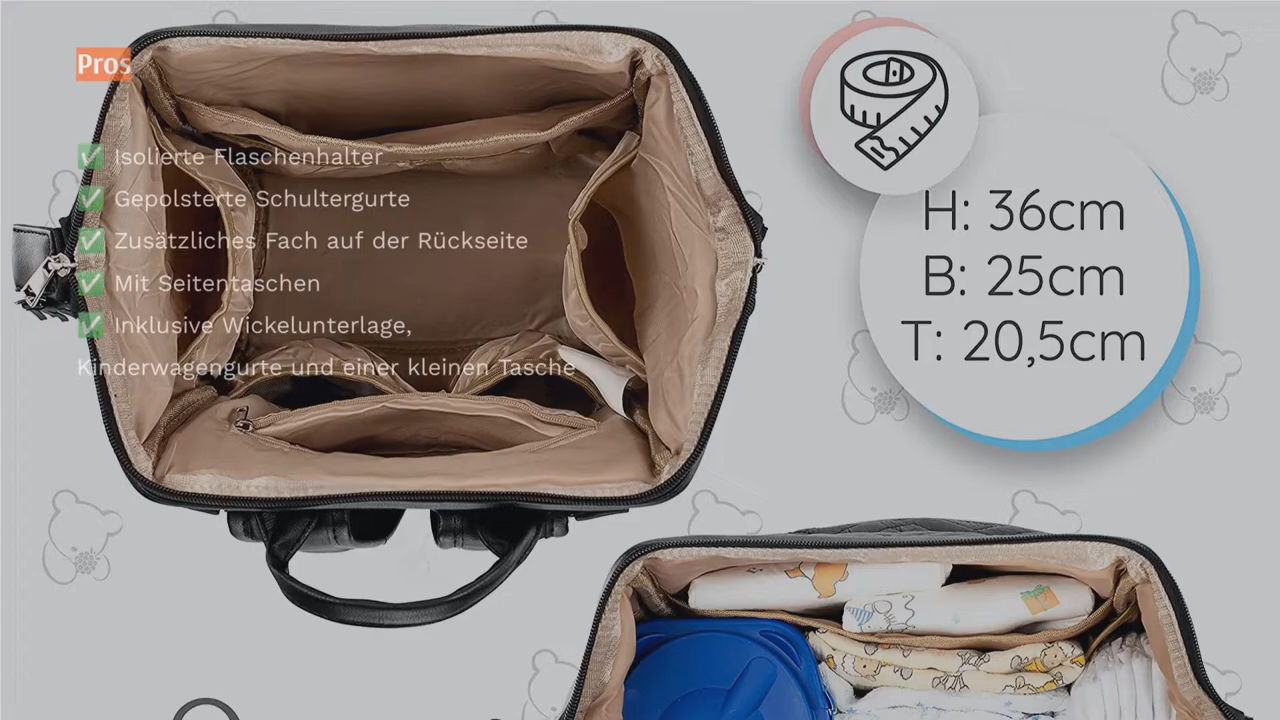 Pros
✅ Isolierte Flaschenhalter
✅ Gepolsterte Schultergurte
✅ Zusätzliches Fach auf der Rückseite
✅ Mit Seitentaschen
✅ Inklusive Wickelunterlage,
Kinderwagengurte und einer kleinen Tasche
H: 36cm
B: 25cm
T: 20,5cm